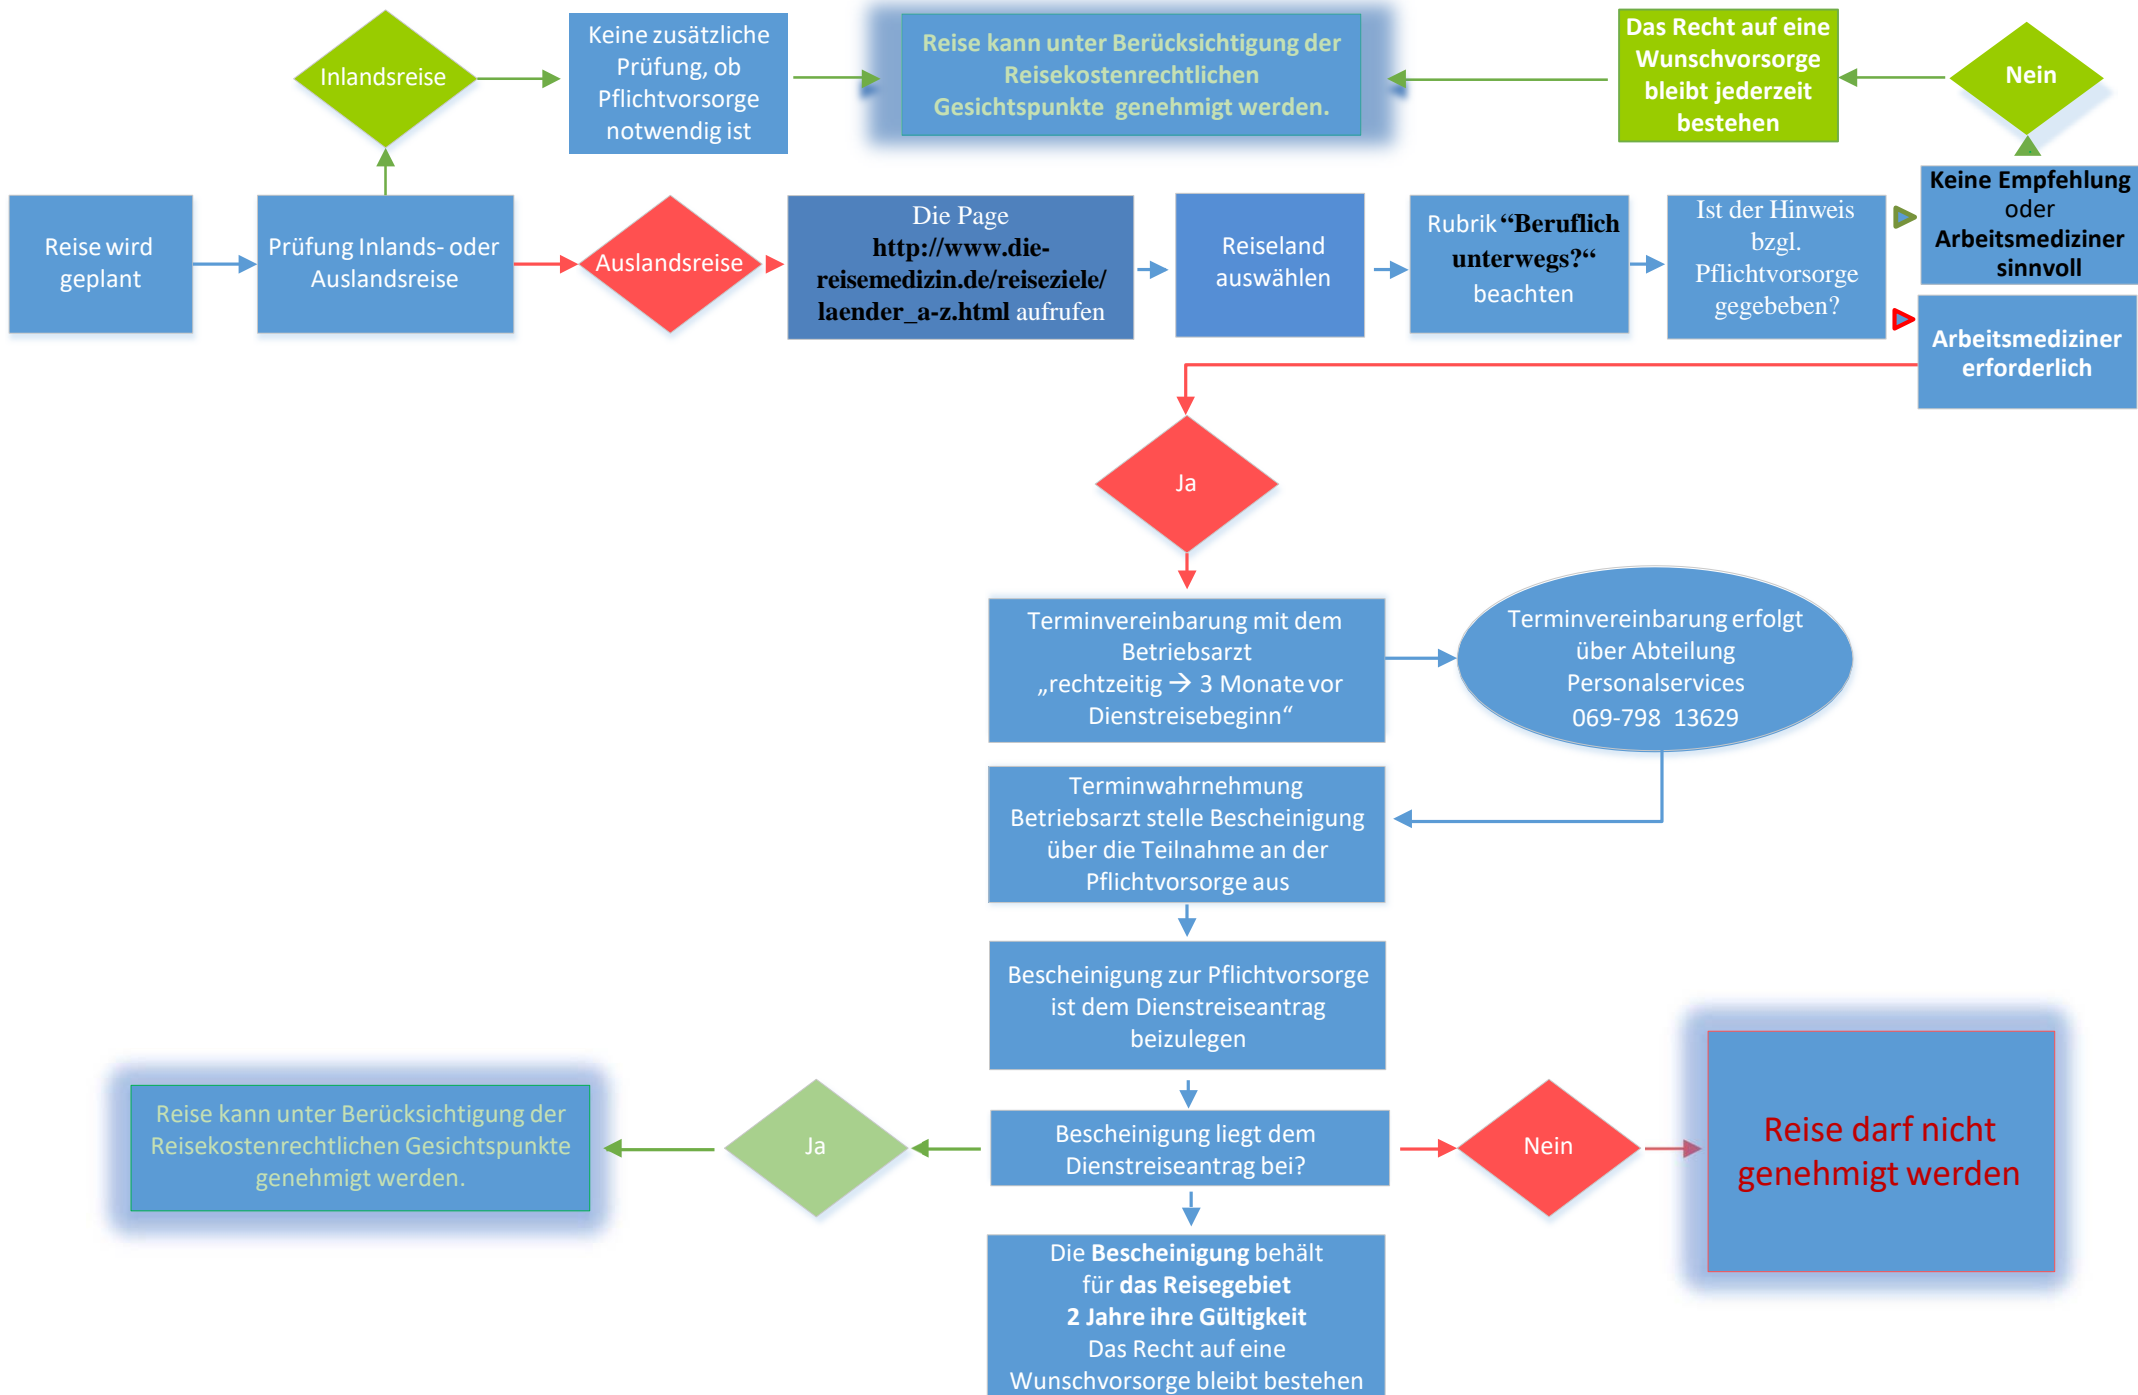 Inlandsreise
Keine zusätzliche
Prüfung, ob
Pflichtvorsorge
notwendig ist
Reise kann unter Berücksichtigung der
Reisekostenrechtlichen
Gesichtspunkte genehmigt werden.
Das Recht auf eine
Wunschvorsorge
bleibt jederzeit
bestehen
Nein
Reise wird
geplant
Prüfung Inlands- oder
Auslandsreise
Auslandsreise
Die Page
http://www.die-
reisemedizin.de/reiseziele/
laender_a-z.html aufrufen
Reiseland
auswählen
Rubrik “Beruflich
unterwegs?“
beachten
Ist der Hinweis
bzgl.
Pflichtvorsorge
gegebeben?
Keine Empfehlung
oder
Arbeitsmediziner
sinnvoll
Arbeitsmediziner
erforderlich
Ja
Terminvereinbarung mit dem
Betriebsarzt
„rechtzeitig → 3 Monate vor
Dienstreisebeginn“
Terminvereinbarung erfolgt
über Abteilung
Personalservices
069-798 13629
Terminwahrnehmung
Betriebsarzt stelle Bescheinigung
über die Teilnahme an der
Pflichtvorsorge aus
Bescheinigung zur Pflichtvorsorge
ist dem Dienstreiseantrag
beizulegen
Reise kann unter Berücksichtigung der
Reisekostenrechtlichen Gesichtspunkte
genehmigt werden.
Ja
Bescheinigung liegt dem
Dienstreiseantrag bei?
Nein
Reise darf nicht
genehmigt werden
Die Bescheinigung behält
für das Reisegebiet
2 Jahre ihre Gültigkeit
Das Recht auf eine
Wunschvorsorge bleibt bestehen